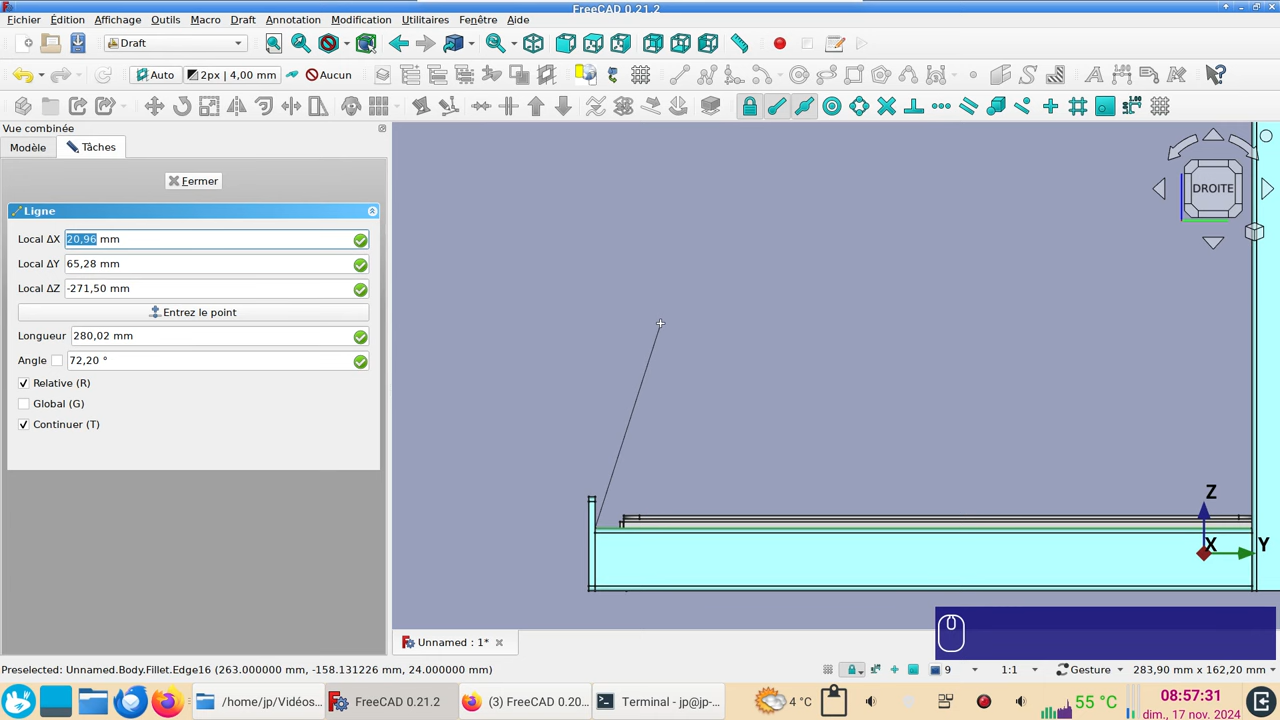 FreeCAD 0.21.2
Fichier Édition Affichage Outils Macro Draft Annotation Modification Utilitaires Fenêtre Aide
Draft
Auto 2px | 4,00 mm Aucun
Vue combinée
Modèle Tâches
Fermer
Ligne
Local ΔX 20,96 mm
Local ΔY 65,28 mm
Local ΔZ -271,50 mm
Entrez le point
Longueur 280,02 mm
Angle 72,20 °
Relative (R)
Global (G)
Continuer (T)
DROITE
Z
X
Y
Unnamed : 1*
Preselected: Unnamed.Body.Fillet.Edge16 (263.000000 mm, -158.131226 mm, 24.000000 mm) 9 1:1 Gesture 283,90 mm x 162,20 mm
/home/jp/Vidéos... FreeCAD 0.21.2 (3) FreeCAD 0.20... Terminal - jp@jp-... 4 °C 55 °C 08:57:31
dim., 17 nov. 2024